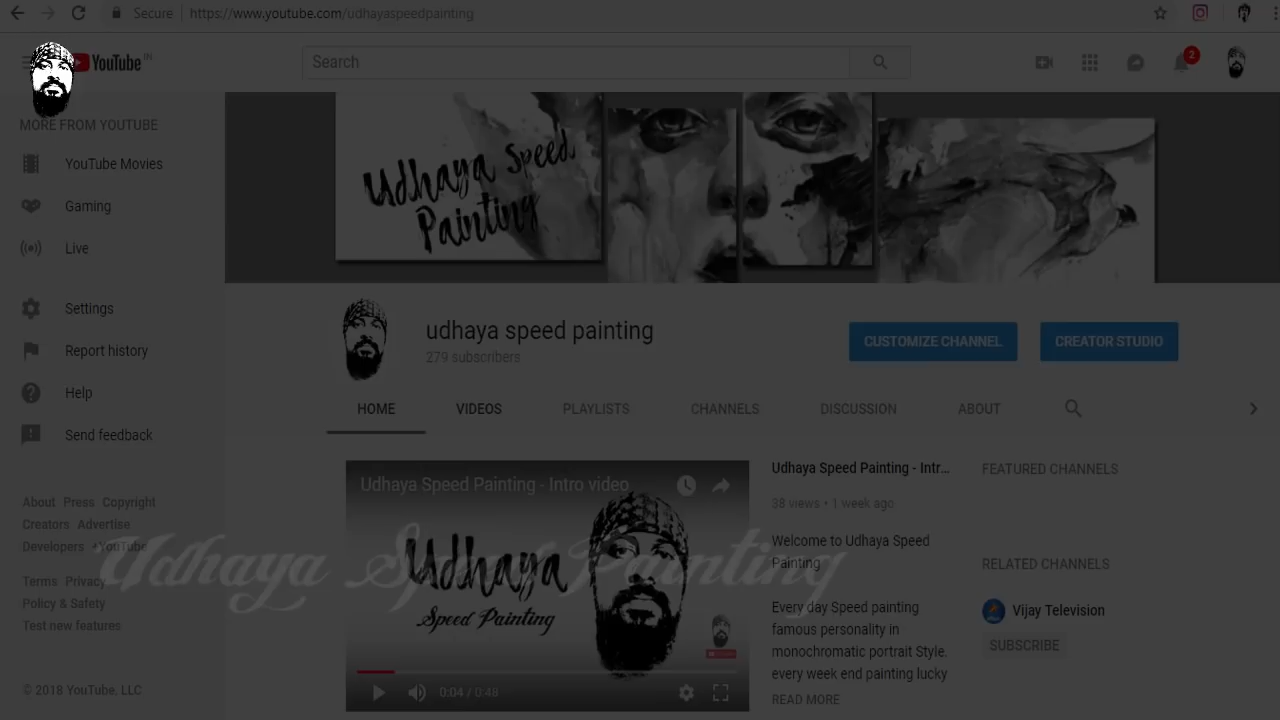 Secure https://www.youtube.com/udhayaspeedpainting
YouTube IN
Search
2
MORE FROM YOUTUBE
YouTube Movies
Gaming
Live
Settings
Report history
Help
Send feedback
About Press Copyright
Creators Advertise
Developers +YouTube
Terms Privacy
Policy & Safety
Test new features
© 2018 YouTube, LLC
Udhaya Speed
Painting
udhaya speed painting
279 subscribers
CUSTOMIZE CHANNEL
CREATOR STUDIO
HOME VIDEOS PLAYLISTS CHANNELS DISCUSSION ABOUT
Udhaya Speed Painting - Intro video
Udhaya
Speed Painting
0:04 / 0:48
Udhaya Speed Painting
Udhaya Speed Painting - Intr...
38 views • 1 week ago
Welcome to Udhaya Speed
Painting
Every day Speed painting
famous personality in
monochromatic portrait Style.
every week end painting lucky
READ MORE
FEATURED CHANNELS
RELATED CHANNELS
Vijay Television
SUBSCRIBE